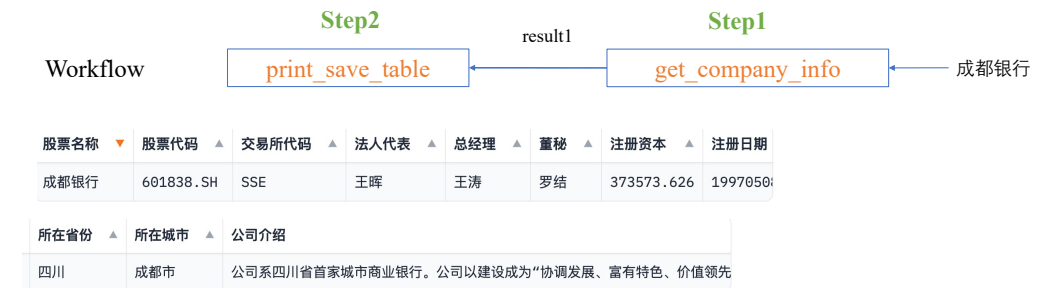 Step2 Step1
result1
Workflow print_save_table get_company_info 成都银行
股票名称 股票代码 交易所代码 法人代表 总经理 董秘 注册资本 注册日期
成都银行 601838.SH SSE 王晖 王涛 罗结 373573.626 1997050
所在省份 所在城市 公司介绍
四川 成都市 公司系四川省首家城市商业银行。公司以建设成为“协调发展、富有特色、价值领先